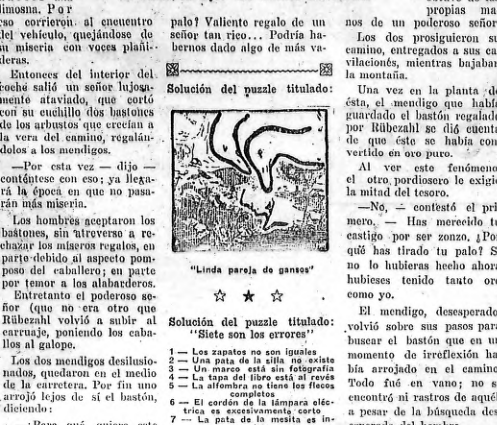 limosna. Por
so corrieron al encuentro
del vehículo, quejándose de
su miseria con voces plañi-
deras.
Entonces del interior del
coche salió un señor lujosa-
mente ataviado, que cortó
con su cuchillo dos bastones
de los arbustos que crecían a
la vera del camino, regalán-
dolos a los mendigos.
—Por esta vez — dijo —
conténtese con eso; ya llega-
rá la época en que no pasa-
rán más miseria.
Los hombres aceptaron los
bastones, sin atreverse a re-
chazar los míseros regalos, en
parte debido al aspecto pom-
poso del caballero; en parte
por temor a los alabarderos.
Entretanto el poderoso se-
ñor (que no era otro que
Rübezahl volvió a subir al
carruaje, poniendo los caba-
llos al galope.
Los dos mendigos desilusio-
nados, quedaron en el medio
de la carretera. Por fin uno
arrojó lejos de sí el bastón,
diciendo:
palo? Valiente regalo de un
señor tan rico... Podría ha-
bernos dado algo de más va-
Solución del puzzle titulado:
"Linda pareja de gansos"
Solución del puzzle titulado:
"Siete son los errores"
1 — Los zapatos no son iguales
2 — Una pata de la silla no existe
3 — Un marco está sin fotografía
4 — La tapa del libro está al revés
5 — La alfombra no tiene los flecos
completos
6 — El cordón de la lámpara eléc-
trica es excesivamente corto
7 — La pata de la mesita es in-
propias ma-
nos de un poderoso señor
Los dos prosiguieron su
camino, entregados a sus ca-
vilaciones, mientras bajaban
la montaña.
Una vez en la planta de
ésta, el mendigo que había
guardado el bastón regalado
por Rübezahl se dió cuenta
de que éste se había con-
vertido en oro puro.
Al ver este fenómeno
el otro pordiosero le exigió
la mitad del tesoro.
—No, — contestó el pri
mero. — Has merecido tu
castigo por ser zonzo. ¿Por
qué has tirado tu palo? Si
no lo hubieras hecho ahora
hubieses tenido tanto oro
como yo.
El mendigo, desesperado
volvió sobre sus pasos para
buscar el bastón que en un
momento de irreflexión ha
bía arrojado en el camino
Todo fué en vano; no se
encontró ni rastros de aquél
a pesar de la búsqueda des